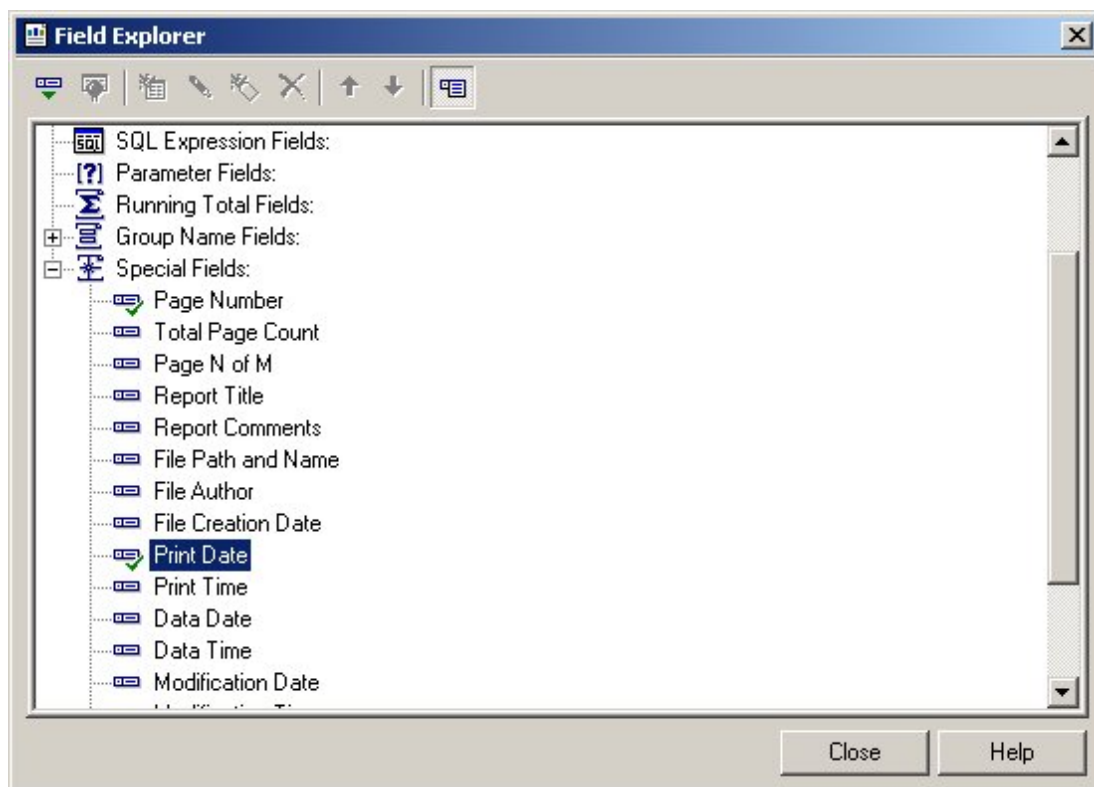 Field Explorer
SQL Expression Fields:
[?] Parameter Fields:
Running Total Fields:
Group Name Fields:
Special Fields:
Page Number
Total Page Count
Page N of M
Report Title
Report Comments
File Path and Name
File Author
File Creation Date
Print Date
Print Time
Data Date
Data Time
Modification Date
Close Help